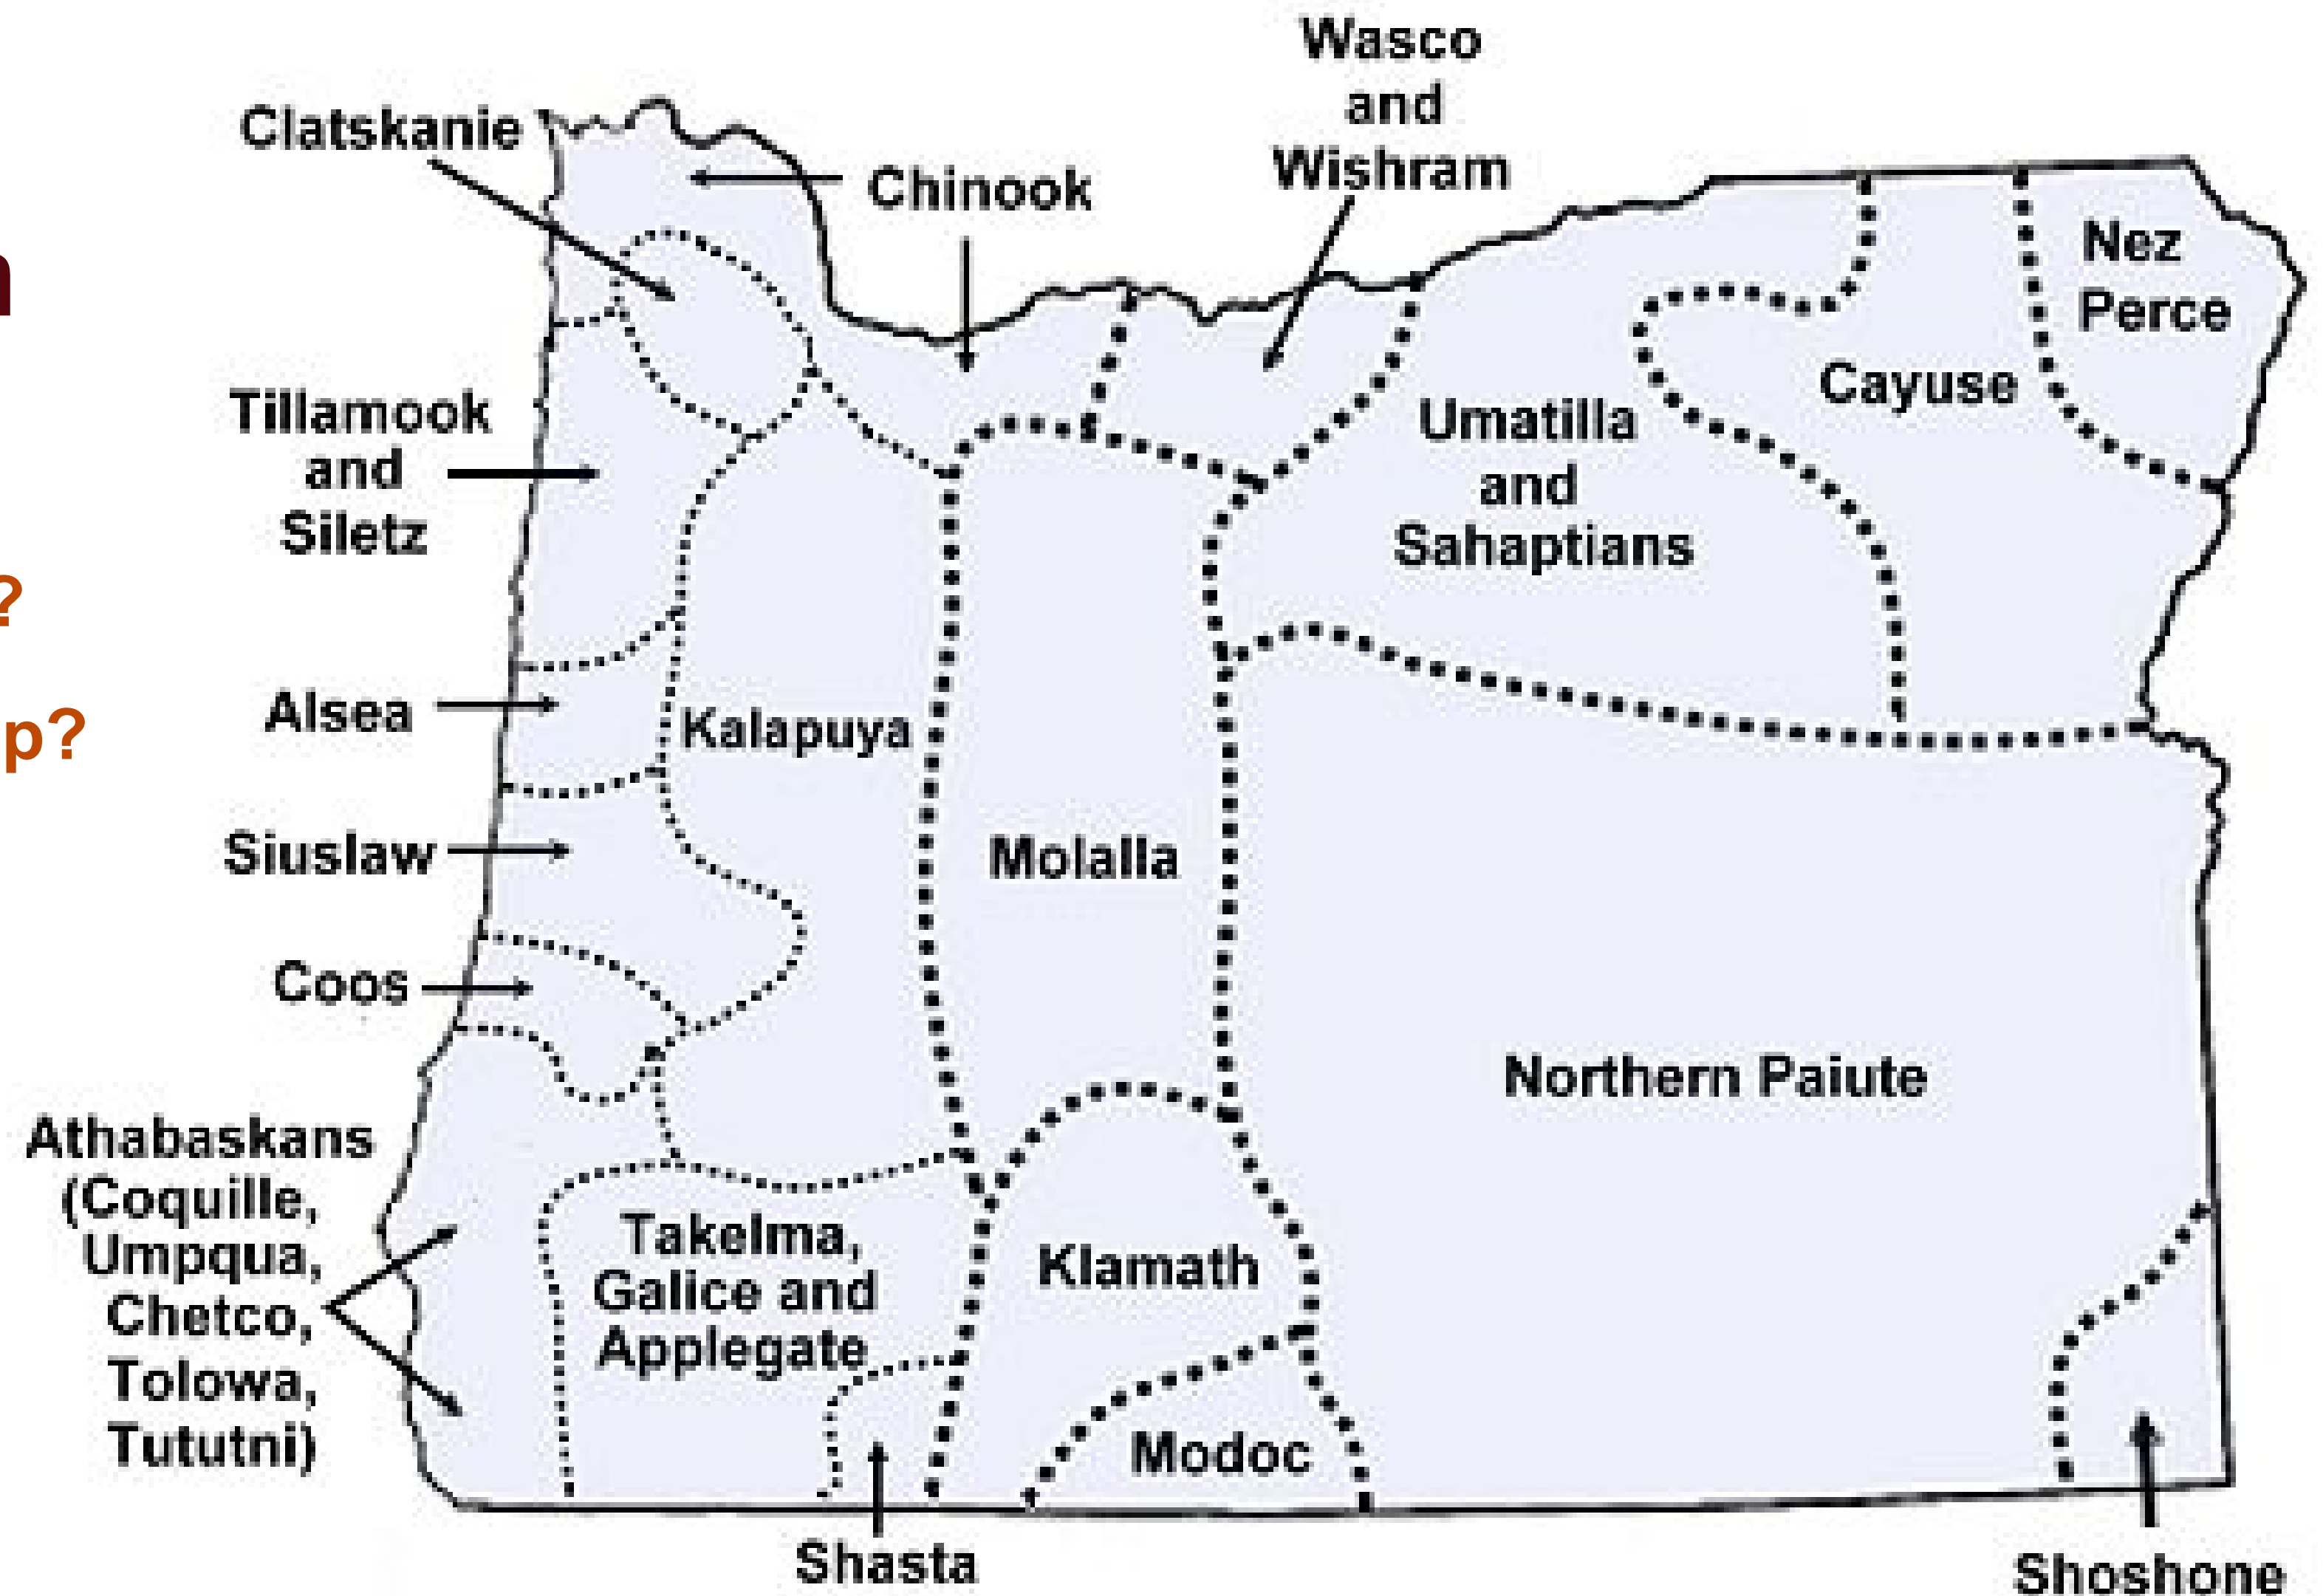 n
?
p?
Wasco
and
Wishram
Clatskanie
Chinook
Nez
Perce
Cayuse
Tillamook
and
Siletz
Umatilla
and
Sahaptians
Alsea
Kalapuya
Siuslaw
Molalla
Coos
Northern Paiute
Athabaskans
(Coquille,
Umpqua,
Chetco,
Tolowa,
Tututni)
Takelma,
Galice and
Applegate
Klamath
Modoc
Shasta
Shoshone